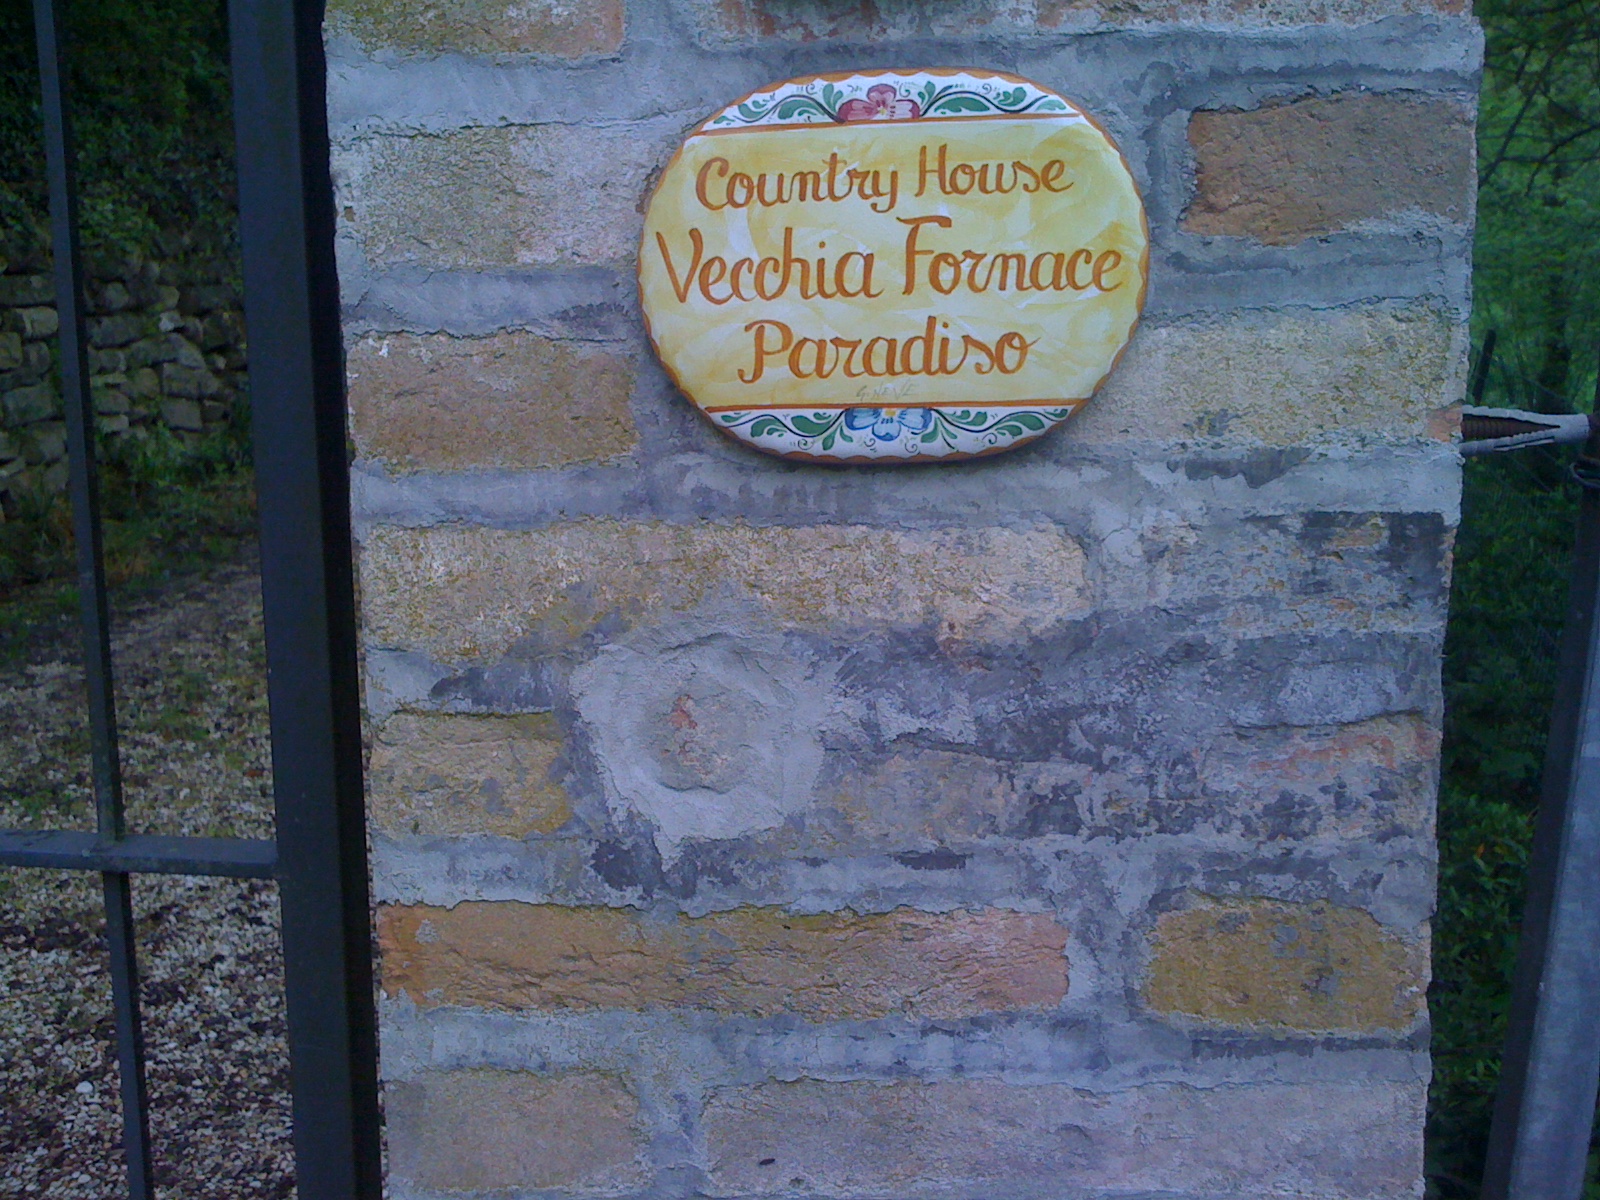 Country House
Vecchia Fornace
Paradiso